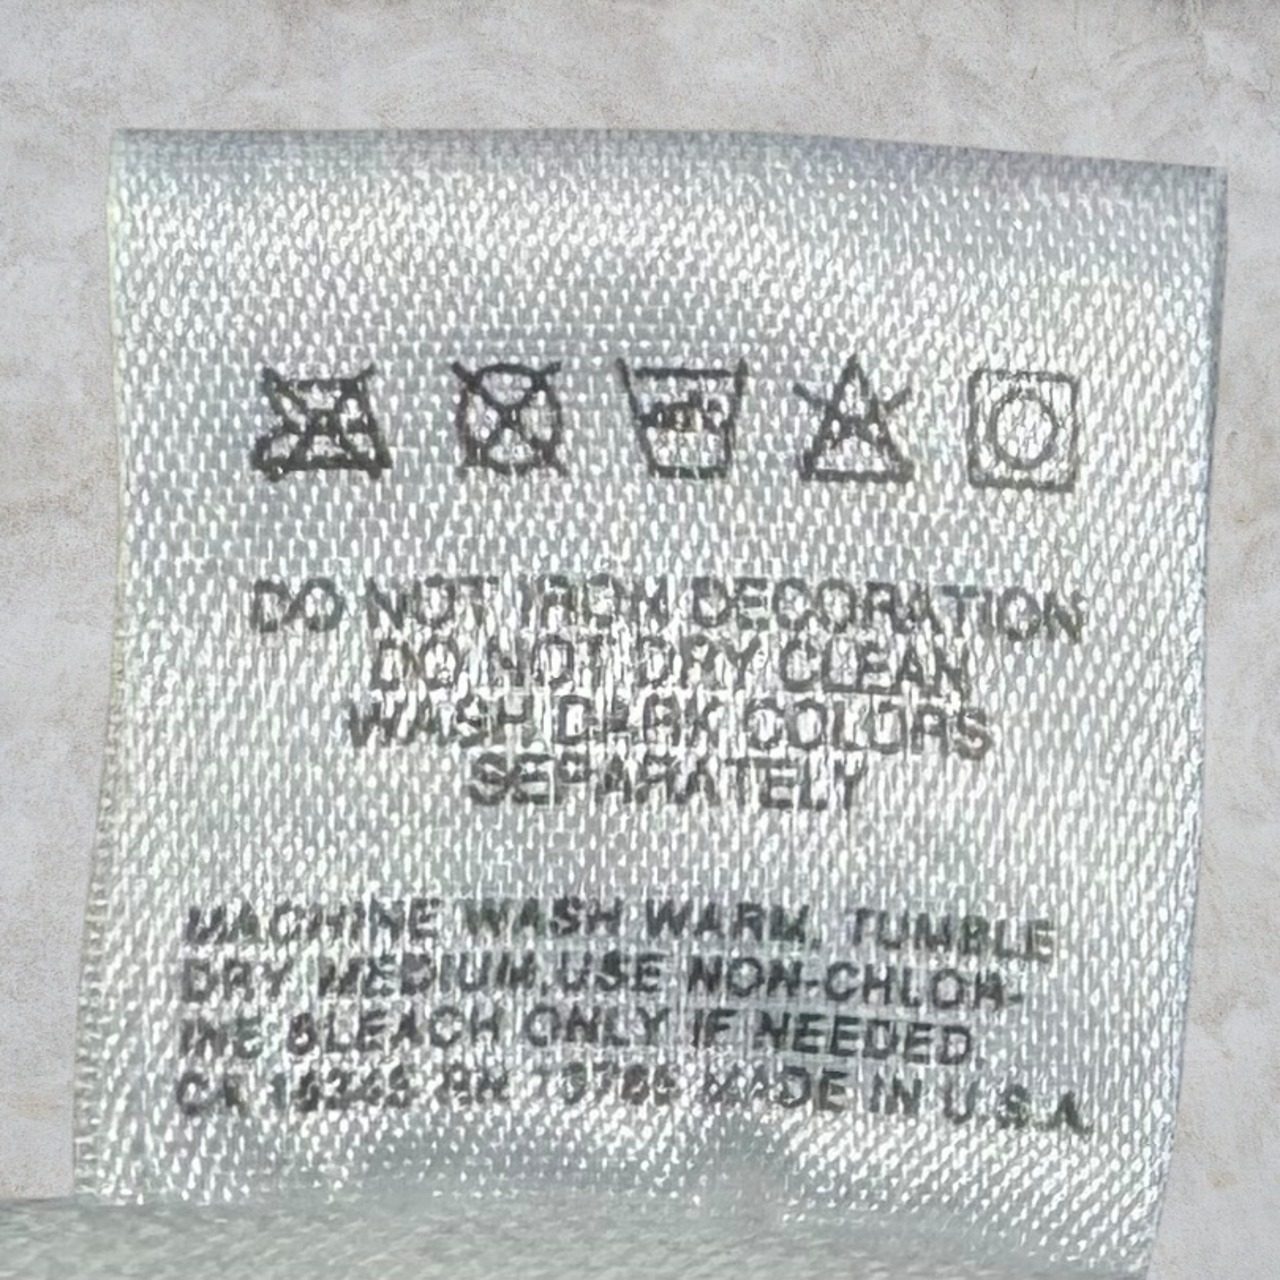 DO NOT IRON DECORATION
DO NOT DRY CLEAN
WASH DARK COLORS
SEPARATELY
MACHINE WASH WARM, TUMBLE
DRY MEDIUM, USE NON-CHLOR-
INE BLEACH ONLY IF NEEDED.
CA RN MADE IN U.S.A